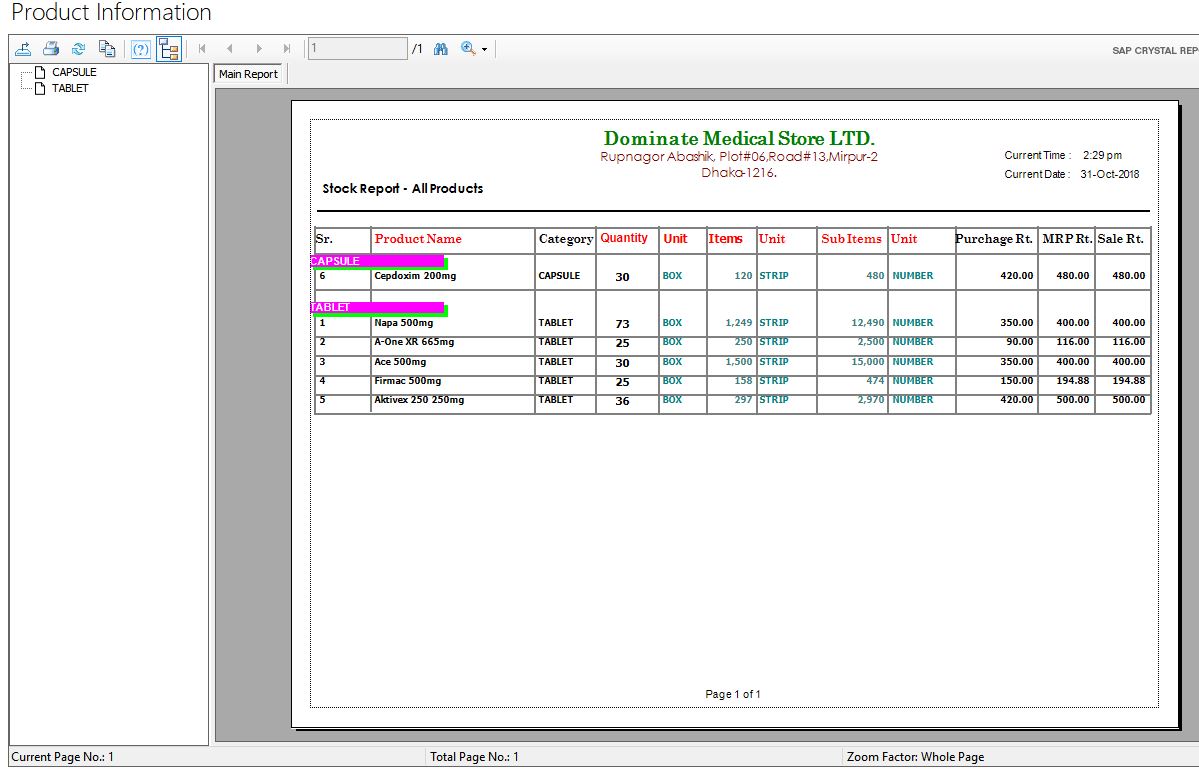 Product Information
1 /1 SAP CRYSTAL REP
CAPSULE
TABLET
Main Report
Dominate Medical Store LTD.
Rupnagor Abashik, Plot#06,Road#13,Mirpur-2
Dhaka-1216.
Current Time : 2:29 pm
Current Date : 31-Oct-2018
Stock Report - All Products
Sr. Product Name Category Quantity Unit Items Unit Sub Items Unit Purchage Rt. MRP Rt. Sale Rt.
CAPSULE
6 Cepdoxim 200mg CAPSULE 30 BOX 120 STRIP 480 NUMBER 420.00 480.00 480.00
TABLET
1 Napa 500mg TABLET 73 BOX 1,249 STRIP 12,490 NUMBER 350.00 400.00 400.00
2 A-One XR 665mg TABLET 25 BOX 250 STRIP 2,500 NUMBER 90.00 116.00 116.00
3 Ace 500mg TABLET 30 BOX 1,500 STRIP 15,000 NUMBER 350.00 400.00 400.00
4 Firmac 500mg TABLET 25 BOX 158 STRIP 474 NUMBER 150.00 194.88 194.88
5 Aktivex 250 250mg TABLET 36 BOX 297 STRIP 2,970 NUMBER 420.00 500.00 500.00
Page 1 of 1
Current Page No.: 1 Total Page No.: 1 Zoom Factor: Whole Page